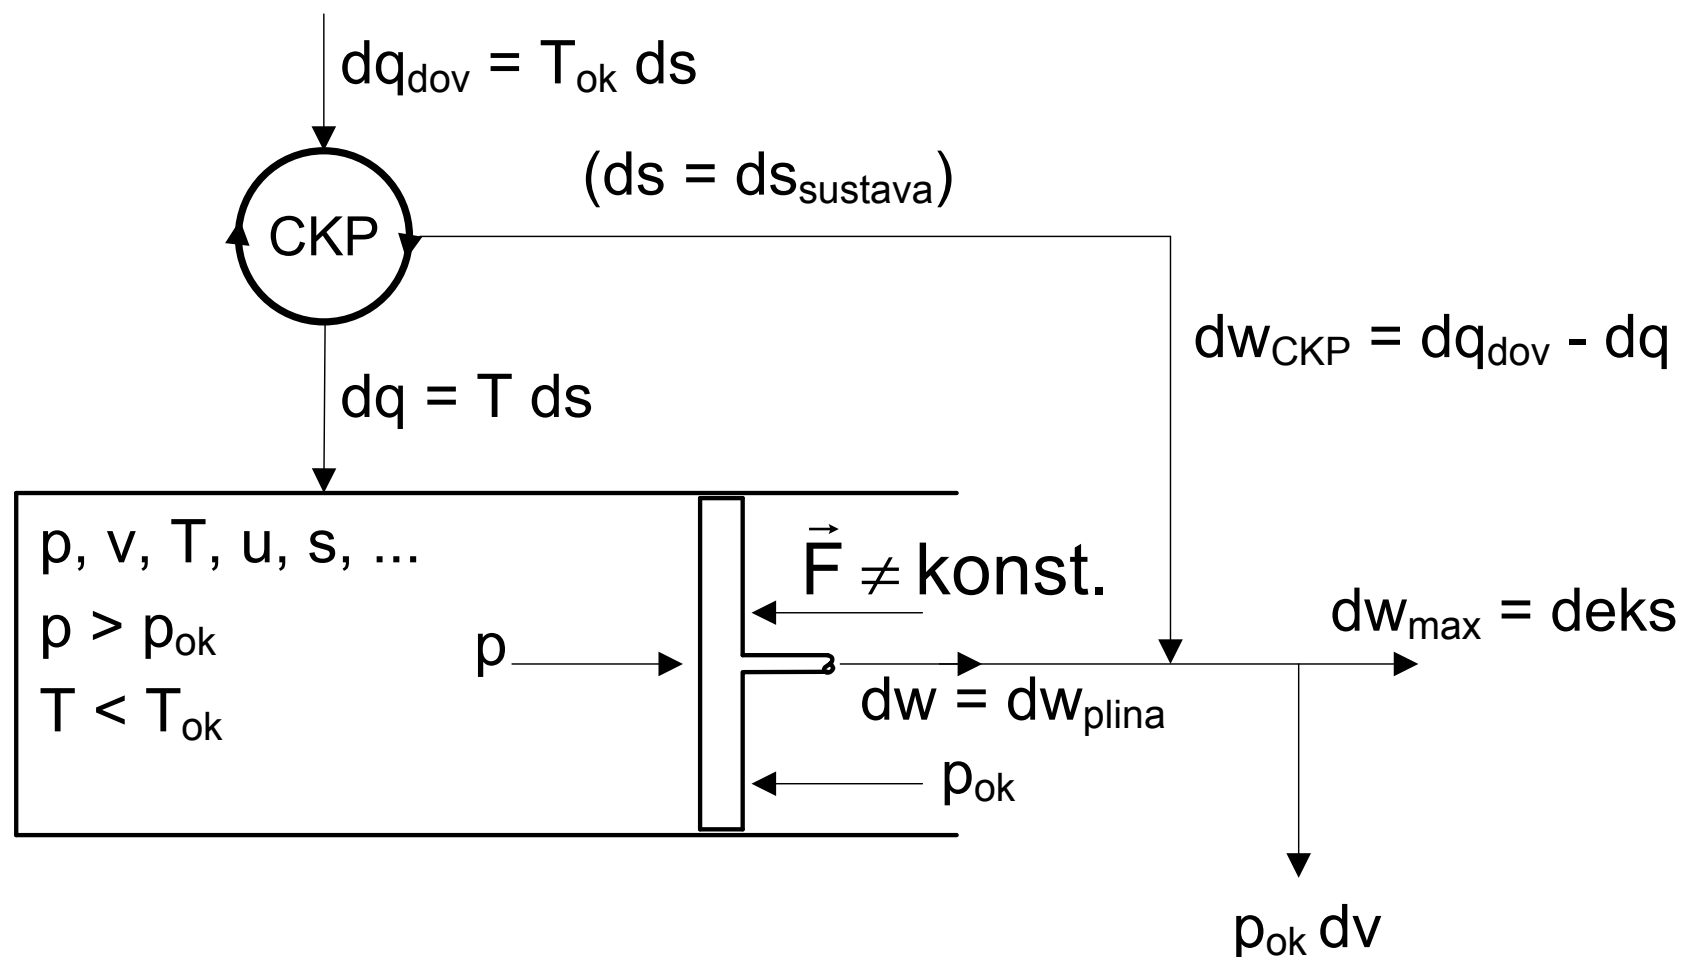 dq_dov = T_ok ds
(ds = ds_sustava)
CKP
dw_CKP = dq_dov - dq
dq = T ds
p, v, T, u, s, ...
F⃗ ≠ konst.
p > p_ok
dw_max = deks
p
T < T_ok
dw = dw_plina
p_ok
p_ok dv